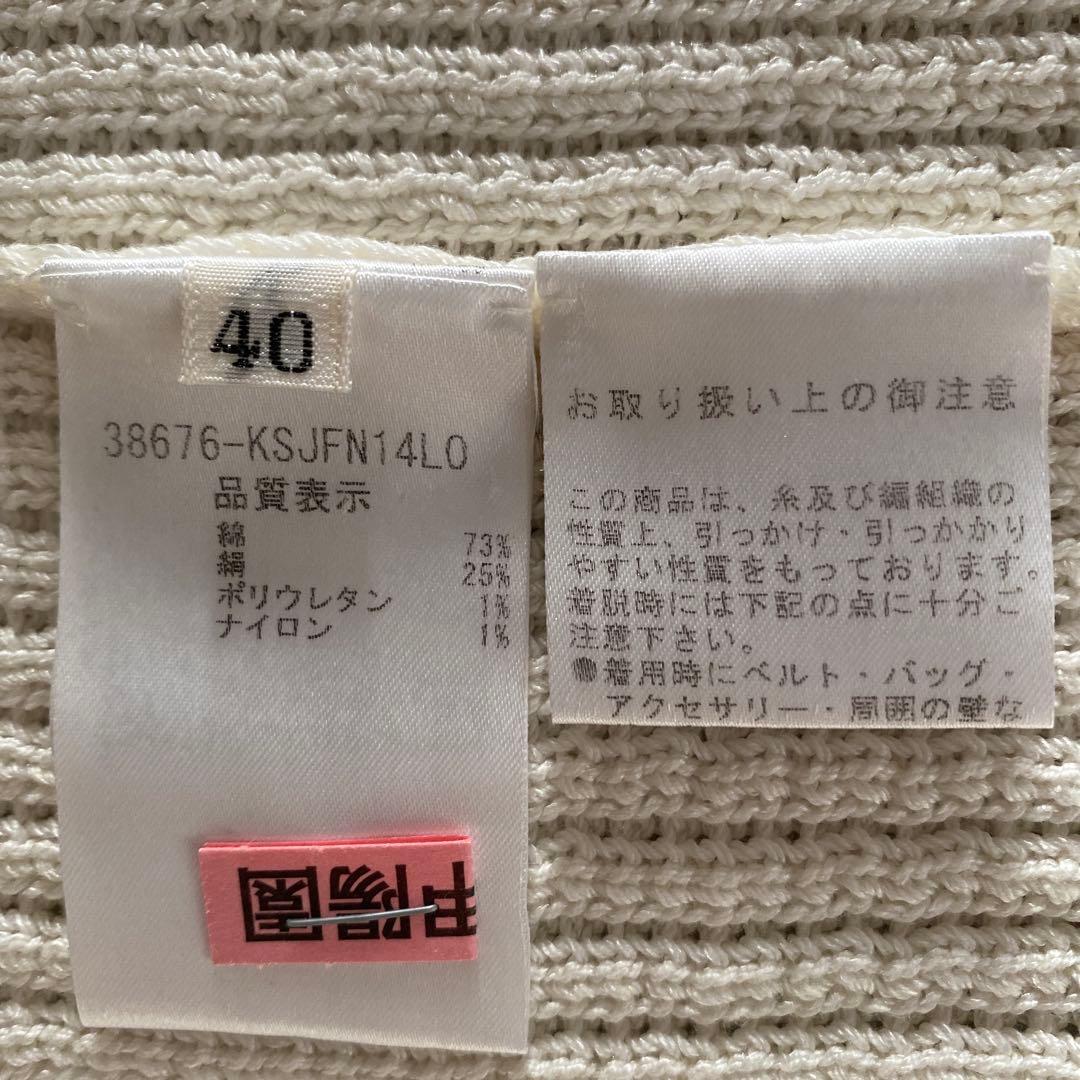 40
38676-KSJFN14LO
品質表示
綿 73%
絹 25%
ポリウレタン 1%
ナイロン 1%
甲陽園
お取り扱い上の御注意
この商品は、糸及び編組織の
性質上、引っかけ・引っかかり
やすい性質をもっております。
着脱時には下記の点に十分ご
注意下さい。
●着用時にベルト・バッグ・
アクセサリー・周囲の壁な